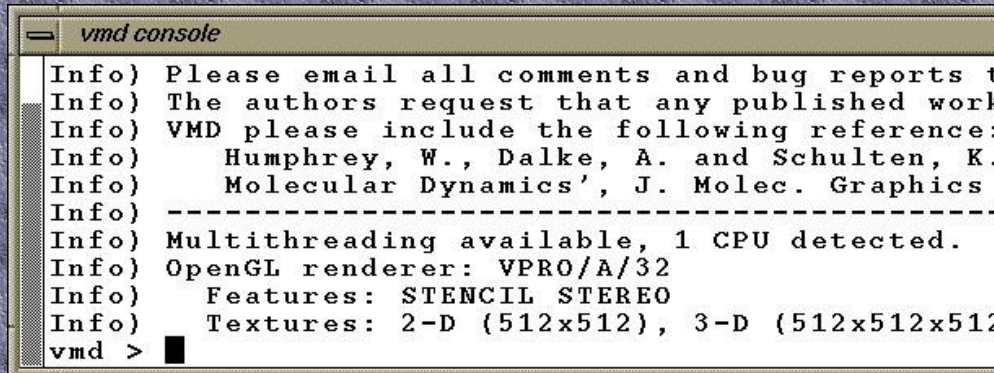 vmd console
Info) Please email all comments and bug reports t
Info) The authors request that any published work
Info) VMD please include the following reference:
Info)    Humphrey, W., Dalke, A. and Schulten, K.
Info)    Molecular Dynamics', J. Molec. Graphics
Info) -------------------------------------------
Info) Multithreading available, 1 CPU detected.
Info) OpenGL renderer: VPRO/A/32
Info)   Features: STENCIL STEREO
Info)   Textures: 2-D (512x512), 3-D (512x512x512
vmd >